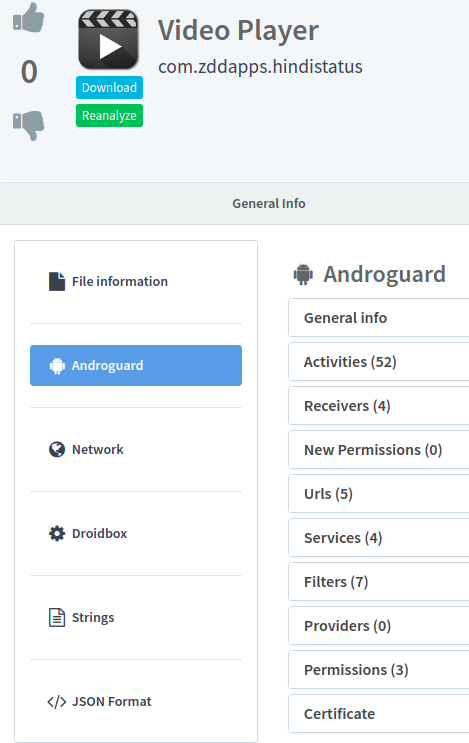 Video Player
0
com.zddapps.hindistatus
Download
Reanalyze
General Info
File information
Androguard
Network
Droidbox
Strings
JSON Format
Androguard
General info
Activities (52)
Receivers (4)
New Permissions (0)
Urls (5)
Services (4)
Filters (7)
Providers (0)
Permissions (3)
Certificate